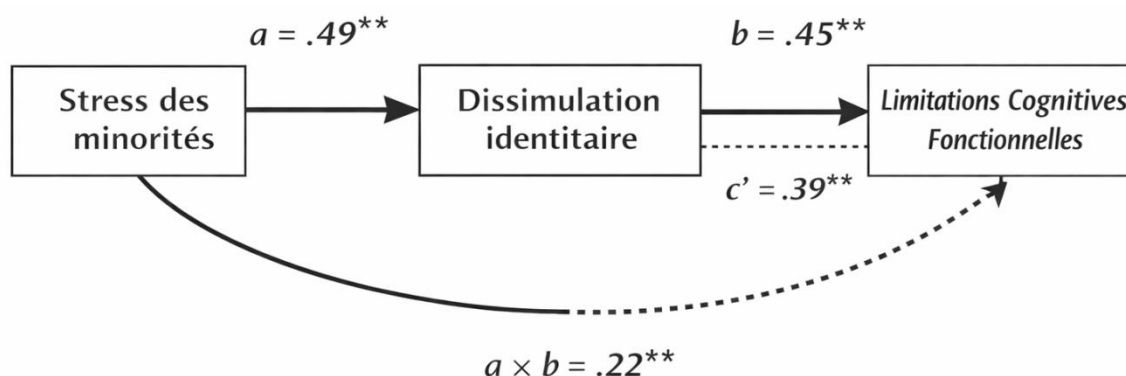 a = .49**
b = .45**
Stress des
minorités
Dissimulation
identitaire
Limitations Cognitives
Fonctionnelles
c’ = .39**
a × b = .22**